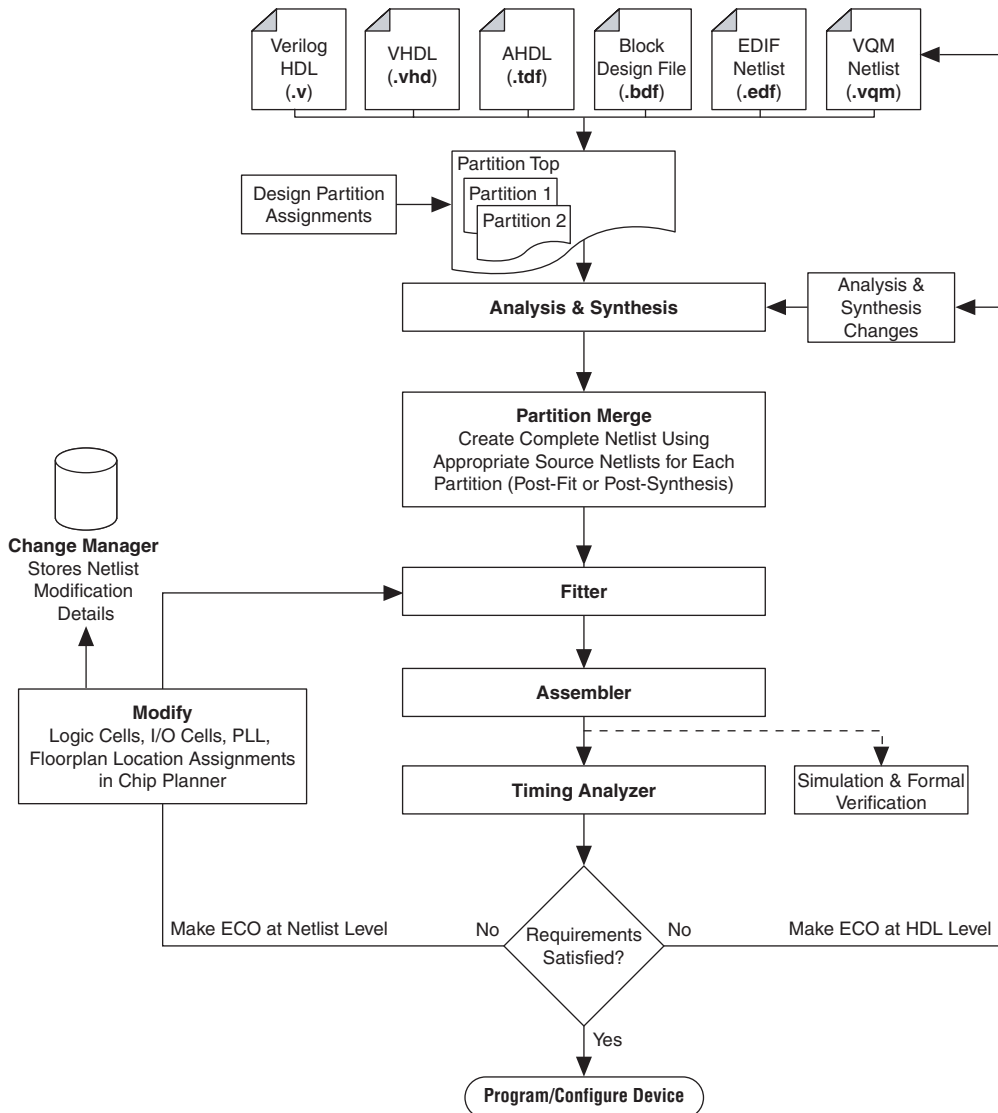 Verilog
HDL
(.v)
VHDL
(.vhd)
AHDL
(.tdf)
Block
Design File
(.bdf)
EDIF
Netlist
(.edf)
VQM
Netlist
(.vqm)
Partition Top
Partition 1
Partition 2
Design Partition
Assignments
Analysis & Synthesis
Analysis &
Synthesis
Changes
Partition Merge
Create Complete Netlist Using
Appropriate Source Netlists for Each
Partition (Post-Fit or Post-Synthesis)
Change Manager
Stores Netlist
Modification
Details
Fitter
Assembler
Modify
Logic Cells, I/O Cells, PLL,
Floorplan Location Assignments
in Chip Planner
Timing Analyzer
Simulation & Formal
Verification
Make ECO at Netlist Level
No
Requirements
Satisfied?
No
Make ECO at HDL Level
Yes
Program/Configure Device